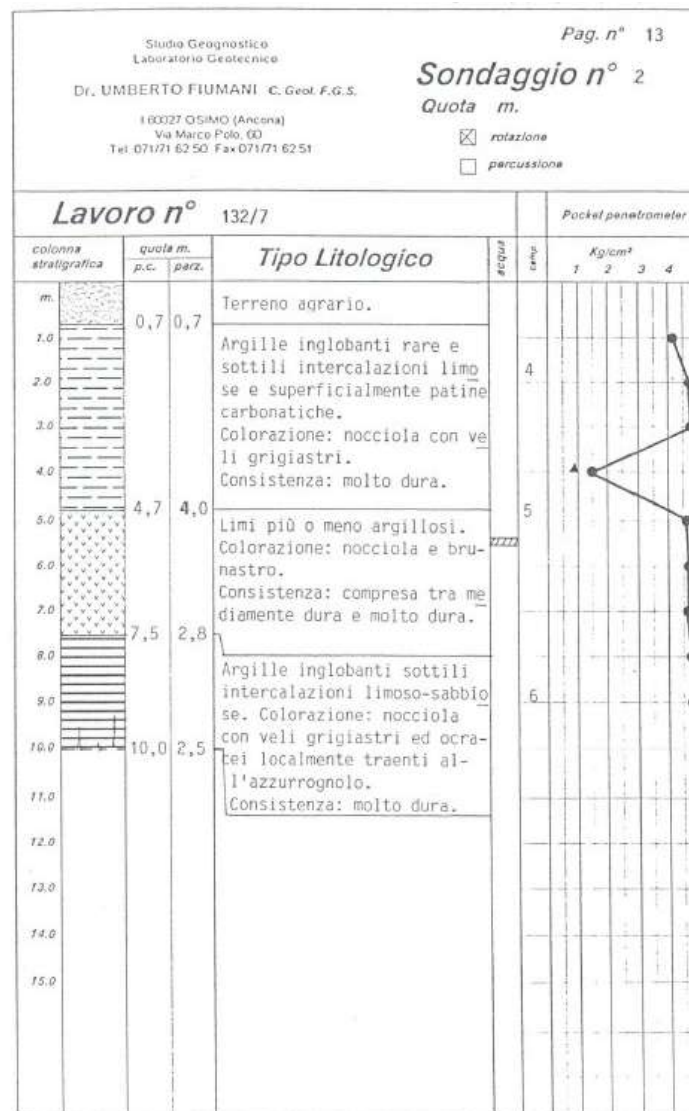 Studio Geognostico
Laboratorio Geotecnico
Dr. UMBERTO FIUMANI C. Geol. F.G.S.
I 60027 OSIMO (Ancona)
Via Marco Polo, 60
Tel. 071/71 62 50 Fax 071/71 62 51
Pag. n° 13
Sondaggio n° 2
Quota m.
rotazione
percussione
Lavoro n° 132/7
Pocket penetrometer
colonna
stratigrafica
quota m.
p.c. parz.
Tipo Litologico
acqua
camp.
Kg/cm²
1 2 3 4
m.
Terreno agrario.
0,7 0,7
1.0
Argille inglobanti rare e
sottili intercalazioni limo
se e superficialmente patine
carbonatiche.
Colorazione: nocciola con ve
li grigiastri.
Consistenza: molto dura.
4
2.0
3.0
4.0
4,7 4,0
5
5.0
Limi più o meno argillosi.
Colorazione: nocciola e bru-
nastro.
Consistenza: compresa tra me
diamente dura e molto dura.
6.0
7.0
7,5 2,8
8.0
Argille inglobanti sottili
intercalazioni limoso-sabbio
se. Colorazione: nocciola
con veli grigiastri ed ocra-
cei localmente traenti al-
l'azzurrognolo.
Consistenza: molto dura.
6
9.0
10.0
10,0 2,5
11.0
12.0
13.0
14.0
15.0